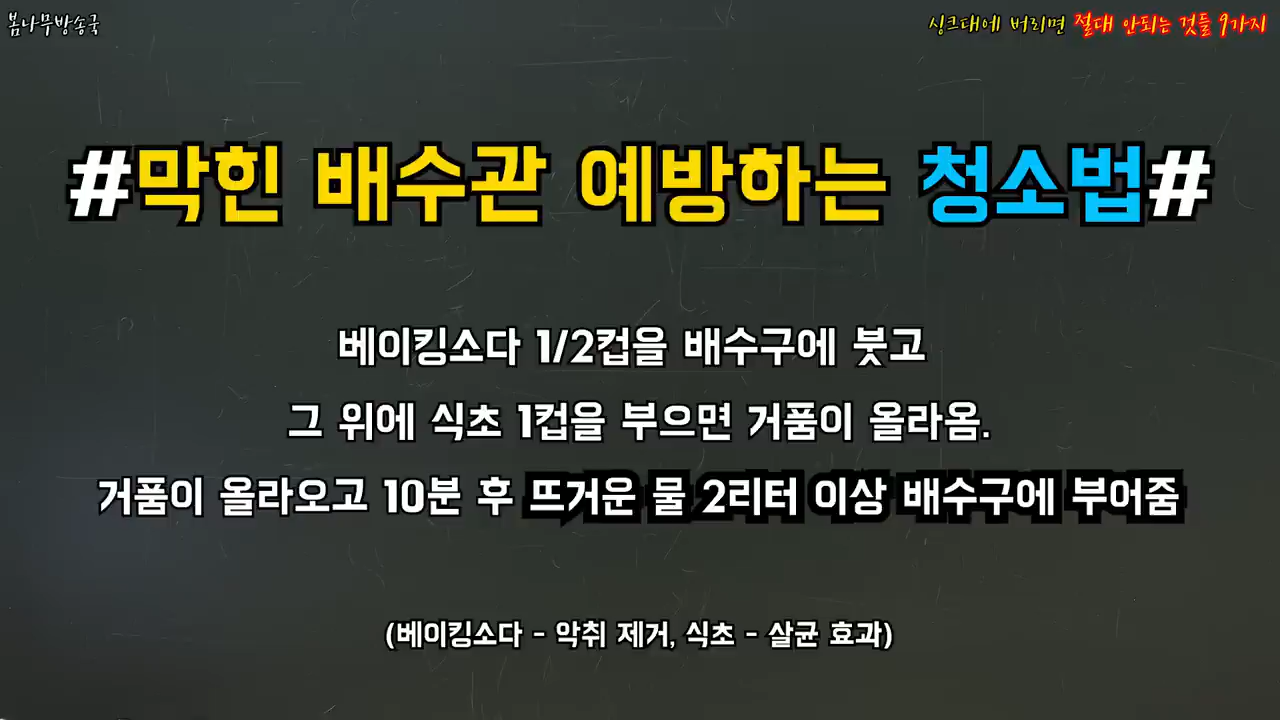 봄나무방송국
싱크대에 버리면 절대 안되는 것들 9가지
#막힌 배수관 예방하는 청소법#
베이킹소다 1/2컵을 배수구에 붓고
그 위에 식초 1컵을 부으면 거품이 올라옴.
거품이 올라오고 10분 후 뜨거운 물 2리터 이상 배수구에 부어줌
(베이킹소다 - 악취 제거, 식초 - 살균 효과)